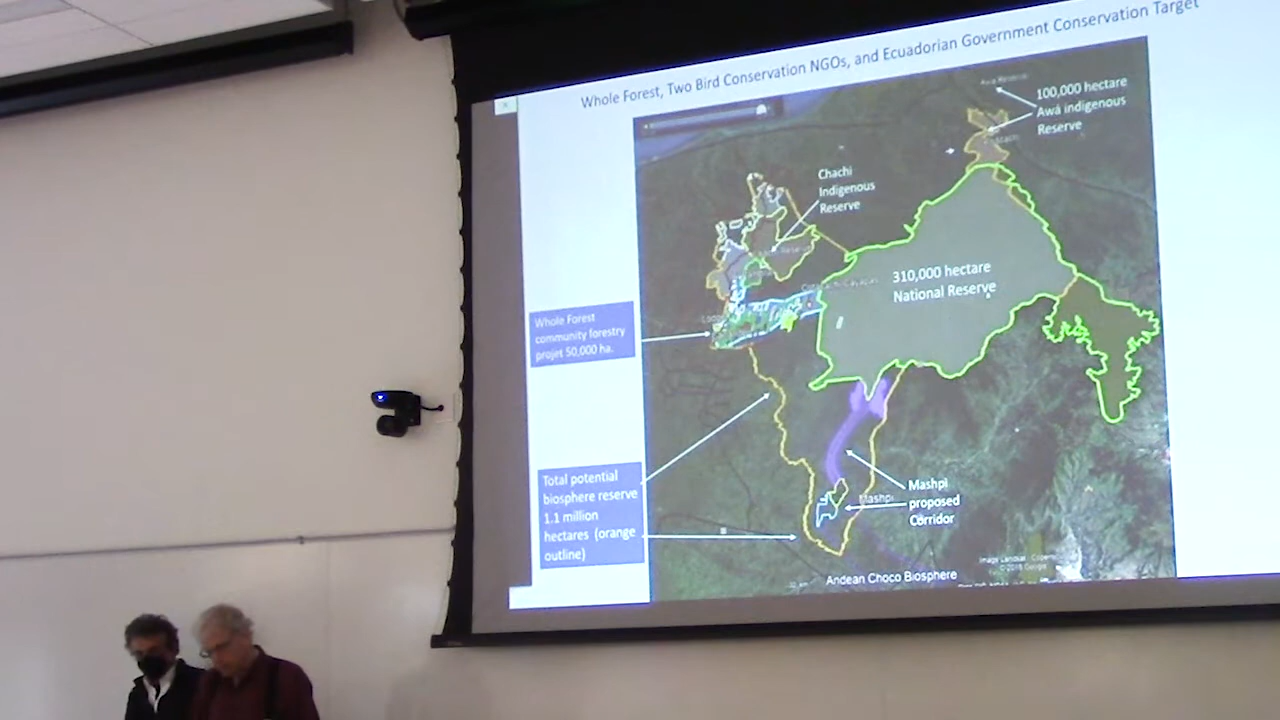 Whole Forest, Two Bird Conservation NGOs, and Ecuadorian Government Conservation Target
100,000 hectare
Awá indigenous
Reserve
Chachi
Indigenous
Reserve
310,000 hectare
National Reserve
Whole Forest
community forestry
projet 50,000 ha.
Total potential
biosphere reserve
1.1 million
hectares (orange
outline)
Mashpi
Mashpi
proposed
Corridor
Andean Choco Biosphere